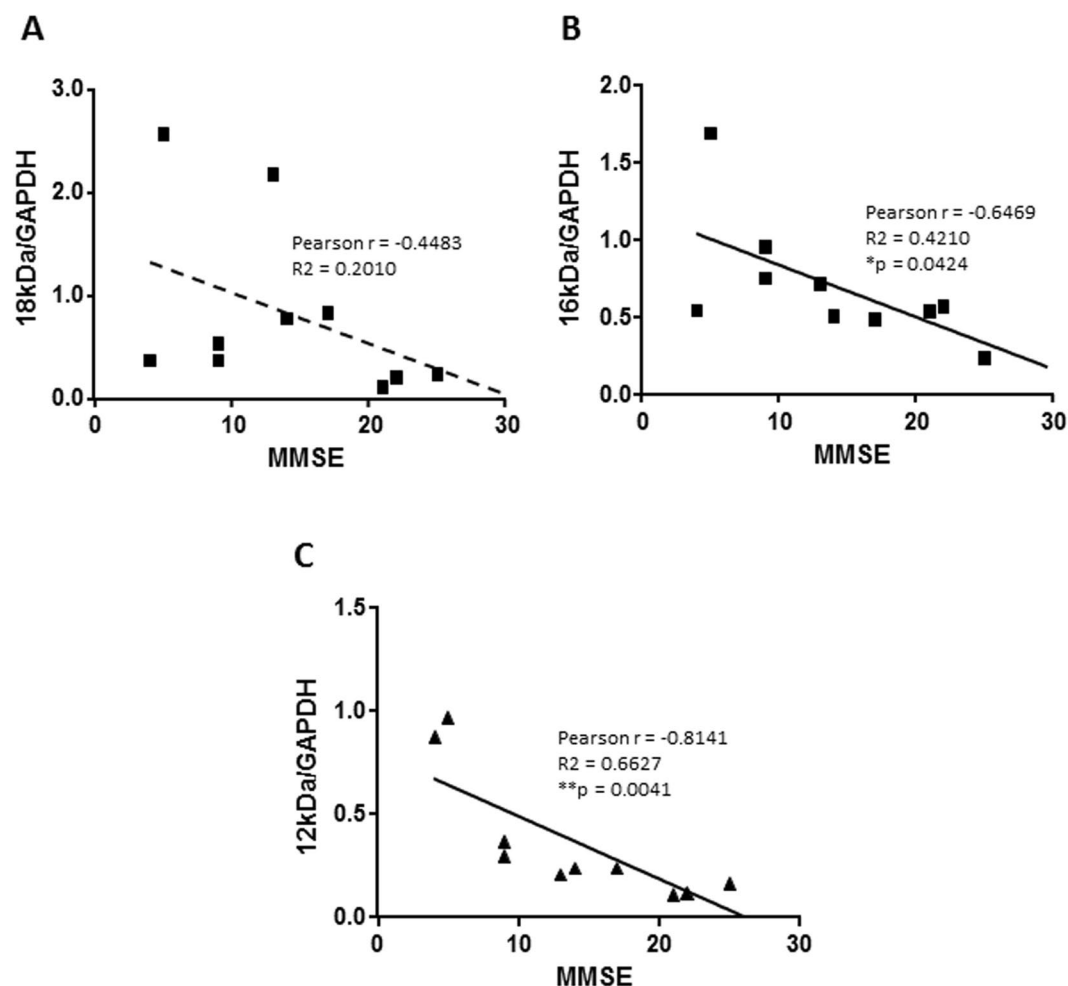 A
18kDa/GAPDH
3.0
2.0
1.0
0.0
Pearson r = -0.4483
R2 = 0.2010
0 10 20 30
MMSE
B
16kDa/GAPDH
2.0
1.5
1.0
0.5
0.0
Pearson r = -0.6469
R2 = 0.4210
*p = 0.0424
0 10 20 30
MMSE
C
12kDa/GAPDH
1.5
1.0
0.5
0.0
Pearson r = -0.8141
R2 = 0.6627
**p = 0.0041
0 10 20 30
MMSE